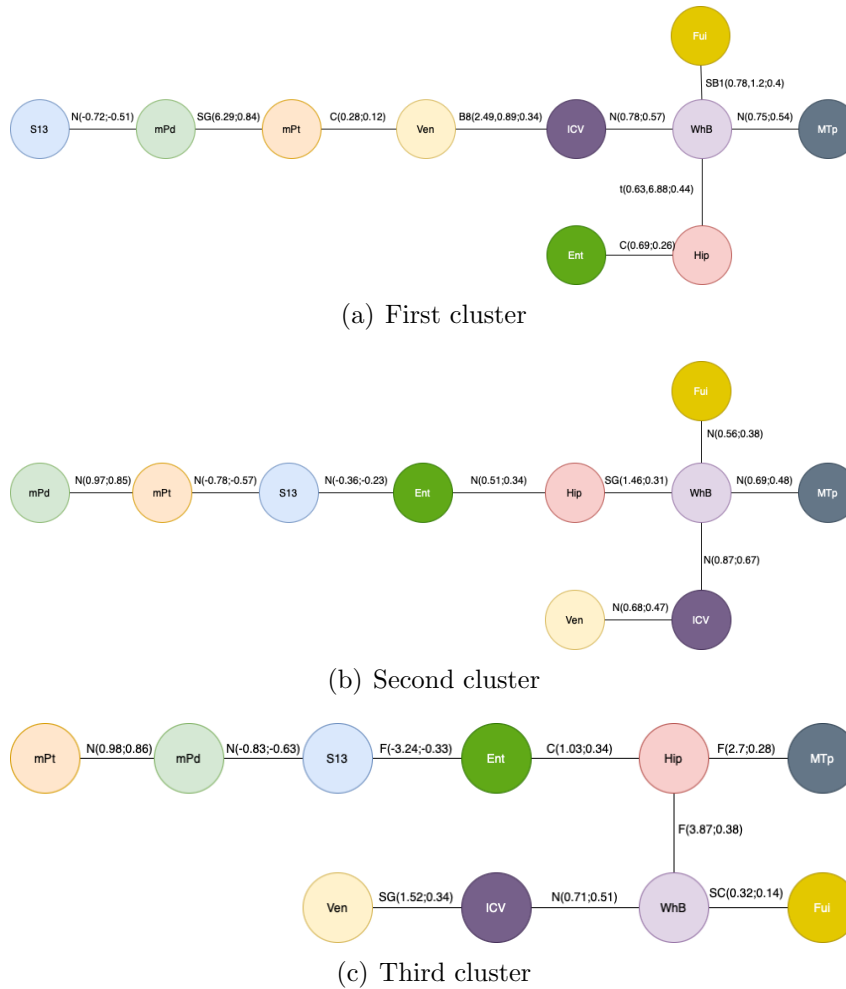 Fui
SB1(0.78,1.2;0.4)
S13 N(-0.72;-0.51) mPd SG(6.29;0.84) mPt C(0.28;0.12) Ven B8(2.49,0.89;0.34) ICV N(0.78;0.57) WhB N(0.75;0.54) MTp
t(0.63,6.88;0.44)
Ent C(0.69;0.26) Hip
(a) First cluster
Fui
N(0.56;0.38)
mPd N(0.97;0.85) mPt N(-0.78;-0.57) S13 N(-0.36;-0.23) Ent N(0.51;0.34) Hip SG(1.46;0.31) WhB N(0.69;0.48) MTp
N(0.87;0.67)
Ven N(0.68;0.47) ICV
(b) Second cluster
mPt N(0.98;0.86) mPd N(-0.83;-0.63) S13 F(-3.24;-0.33) Ent C(1.03;0.34) Hip F(2.7;0.28) MTp
F(3.87;0.38)
Ven SG(1.52;0.34) ICV N(0.71;0.51) WhB SC(0.32;0.14) Fui
(c) Third cluster